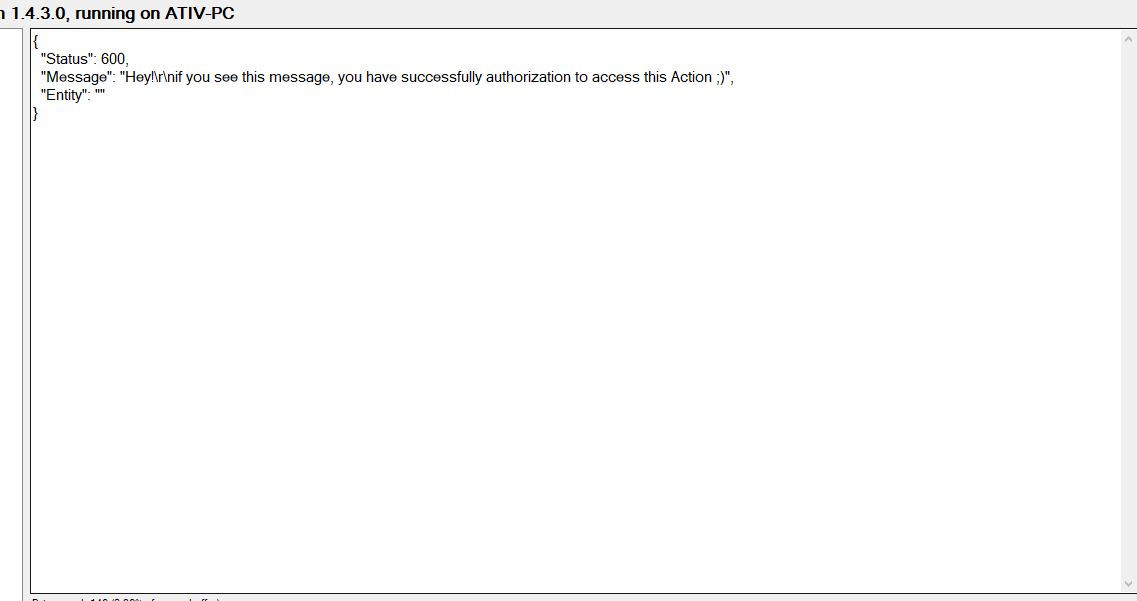 1.4.3.0, running on ATIV-PC
{
"Status": 600,
"Message": "Hey!\r\nif you see this message, you have successfully authorization to access this Action ;)",
"Entity": ""
}